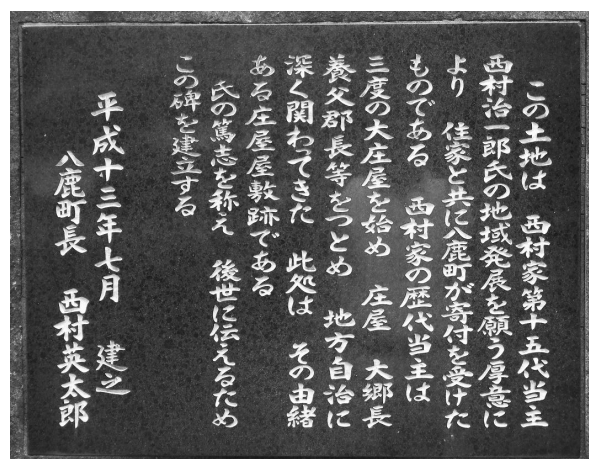 この土地は　西村家第十五代当主
西村治一郎氏の地域発展を願う厚意に
より　住家と共に八鹿町が寄付を受けた
ものである　西村家の歴代当主は
三度の大庄屋を始め　庄屋　大郷長
養父郡長等をつとめ　地方自治に
深く関わってきた　此処は　その由緒
ある庄屋屋敷跡である
氏の篤志を称え　後世に伝えるため
この碑を建立する
平成十三年七月　建之
八鹿町長　西村英太郎